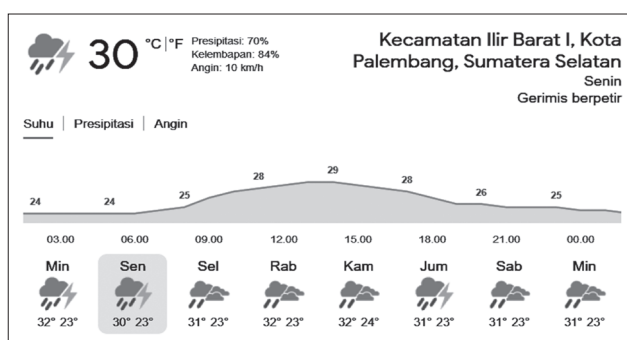 30 °C | °F
Presipitasi: 70%
Kelembapan: 84%
Angin: 10 km/h
Kecamatan Ilir Barat I, Kota
Palembang, Sumatera Selatan
Senin
Gerimis berpetir
Suhu | Presipitasi | Angin
24 24 25 28 29 28 26 25
03.00 06.00 09.00 12.00 15.00 18.00 21.00 00.00
Min Sen Sel Rab Kam Jum Sab Min
32° 23° 30° 23° 31° 23° 32° 23° 32° 24° 31° 23° 31° 23° 31° 23°